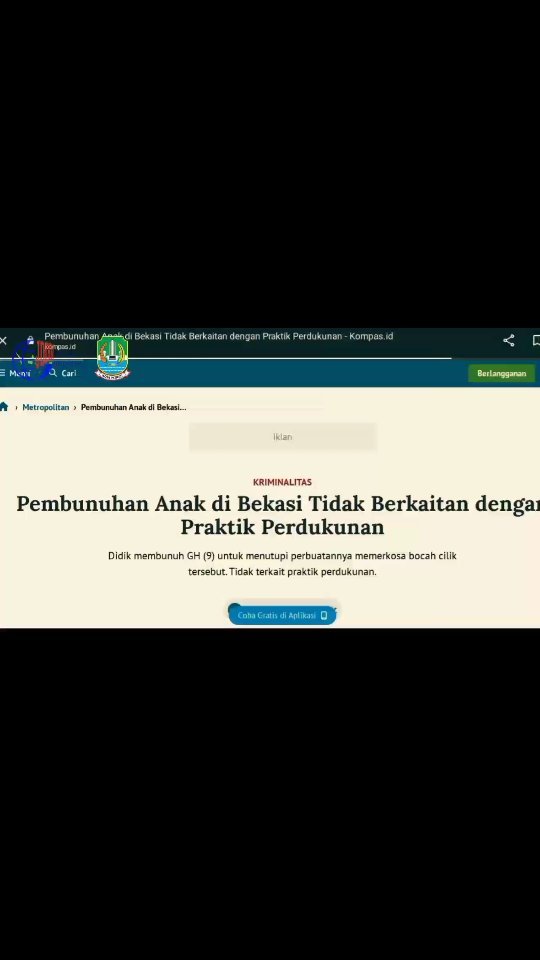 Pembunuhan Anak di Bekasi Tidak Berkaitan dengan Praktik Perdukunan - Kompas.id
kompas.id
Menu Cari
Berlangganan
Metropolitan › Pembunuhan Anak di Bekasi...
Iklan
KRIMINALITAS
Pembunuhan Anak di Bekasi Tidak Berkaitan dengan
Praktik Perdukunan
Didik membunuh GH (9) untuk menutupi perbuatannya memerkosa bocah cilik
tersebut. Tidak terkait praktik perdukunan.
Coba Gratis di Aplikasi